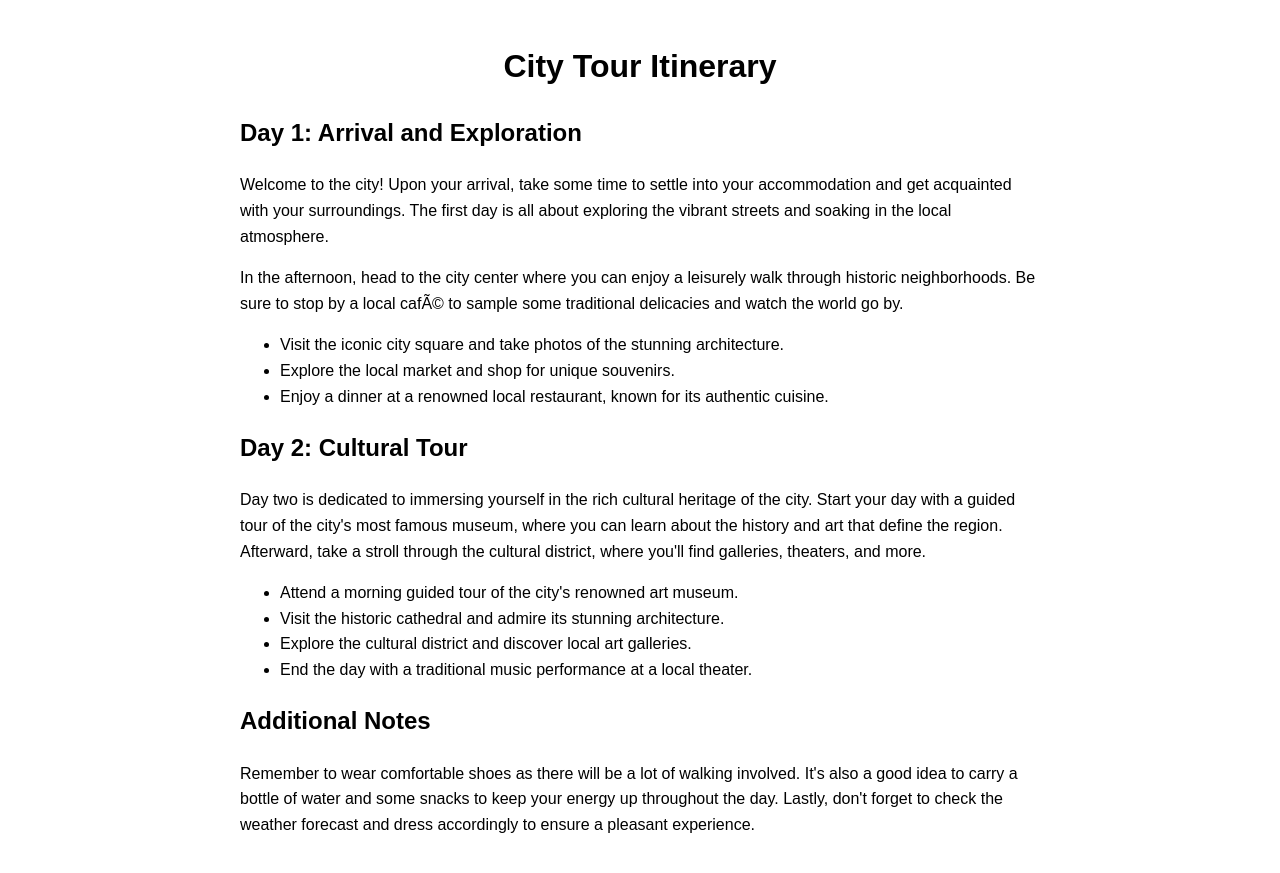 City Tour Itinerary
Day 1: Arrival and Exploration
Welcome to the city! Upon your arrival, take some time to settle into your accommodation and get acquainted
with your surroundings. The first day is all about exploring the vibrant streets and soaking in the local
atmosphere.
In the afternoon, head to the city center where you can enjoy a leisurely walk through historic neighborhoods. Be
sure to stop by a local cafÃ© to sample some traditional delicacies and watch the world go by.
• Visit the iconic city square and take photos of the stunning architecture.
• Explore the local market and shop for unique souvenirs.
• Enjoy a dinner at a renowned local restaurant, known for its authentic cuisine.
Day 2: Cultural Tour
Day two is dedicated to immersing yourself in the rich cultural heritage of the city. Start your day with a guided
tour of the city's most famous museum, where you can learn about the history and art that define the region.
Afterward, take a stroll through the cultural district, where you'll find galleries, theaters, and more.
• Attend a morning guided tour of the city's renowned art museum.
• Visit the historic cathedral and admire its stunning architecture.
• Explore the cultural district and discover local art galleries.
• End the day with a traditional music performance at a local theater.
Additional Notes
Remember to wear comfortable shoes as there will be a lot of walking involved. It's also a good idea to carry a
bottle of water and some snacks to keep your energy up throughout the day. Lastly, don't forget to check the
weather forecast and dress accordingly to ensure a pleasant experience.